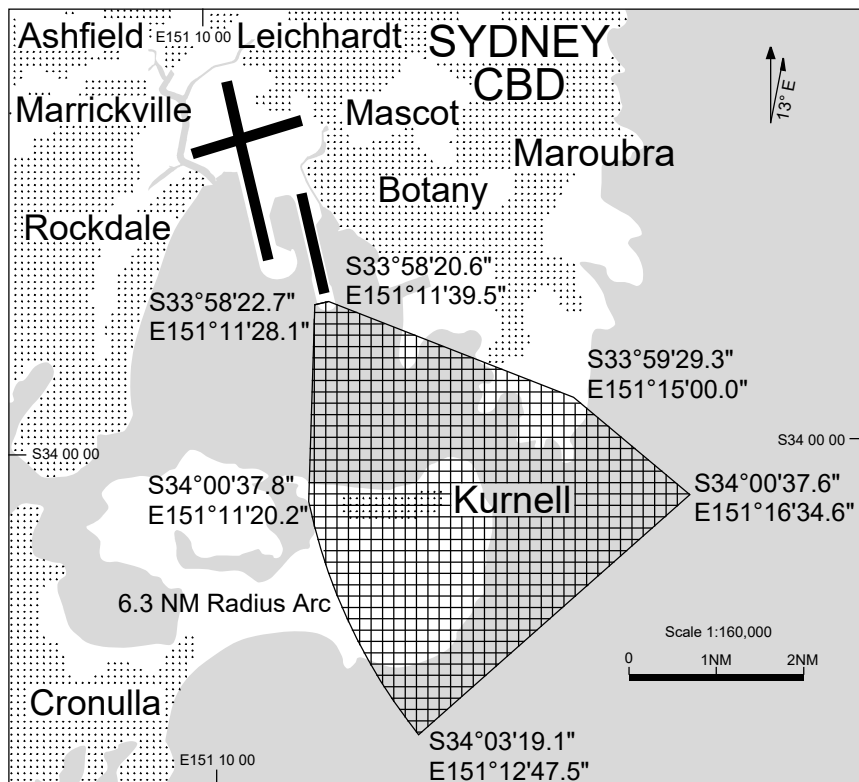 Ashfield
E151 10 00
Leichhardt
SYDNEY
CBD
13° E
Marrickville
Mascot
Maroubra
Botany
Rockdale
S33°58'20.6"
E151°11'39.5"
S33°58'22.7"
E151°11'28.1"
S33°59'29.3"
E151°15'00.0"
S34 00 00
S34 00 00
S34°00'37.8"
E151°11'20.2"
Kurnell
S34°00'37.6"
E151°16'34.6"
6.3 NM Radius Arc
Scale 1:160,000
0 1NM 2NM
Cronulla
S34°03'19.1"
E151°12'47.5"
E151 10 00